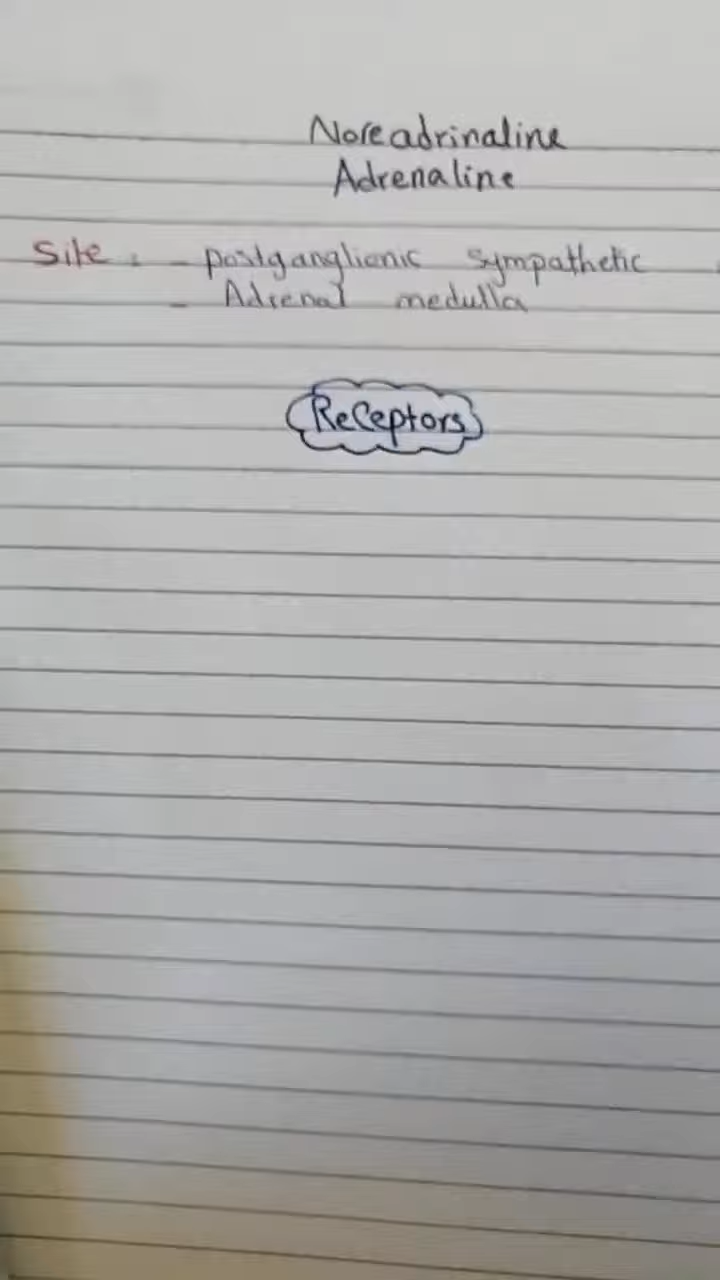 Noreadrinaline
Adrenaline
Site : - postganglionic sympathetic
- Adrenal medulla
Receptors